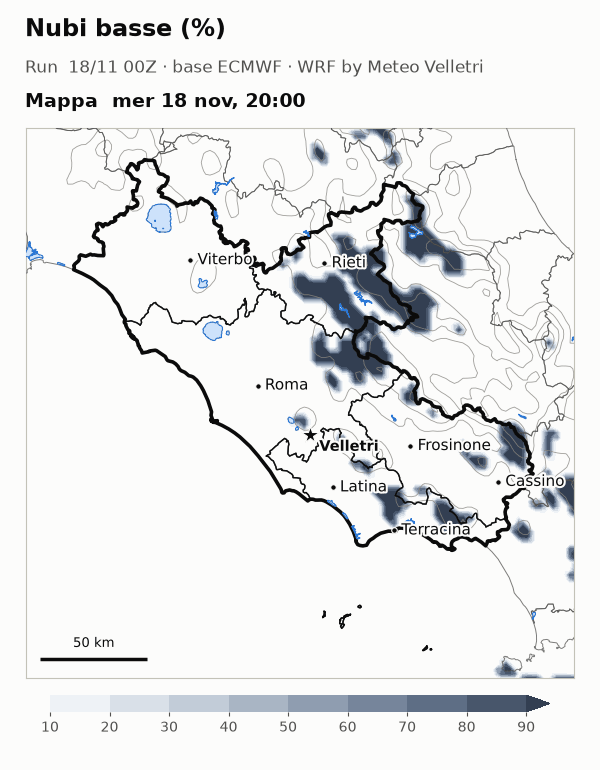 Nubi basse (%)
Run  18/11 00Z · base ECMWF · WRF by Meteo Velletri
Mappa  mer 18 nov, 20:00
Viterbo
Rieti
Roma
Velletri
Frosinone
Latina
Cassino
Terracina
50 km
10 20 30 40 50 60 70 80 90